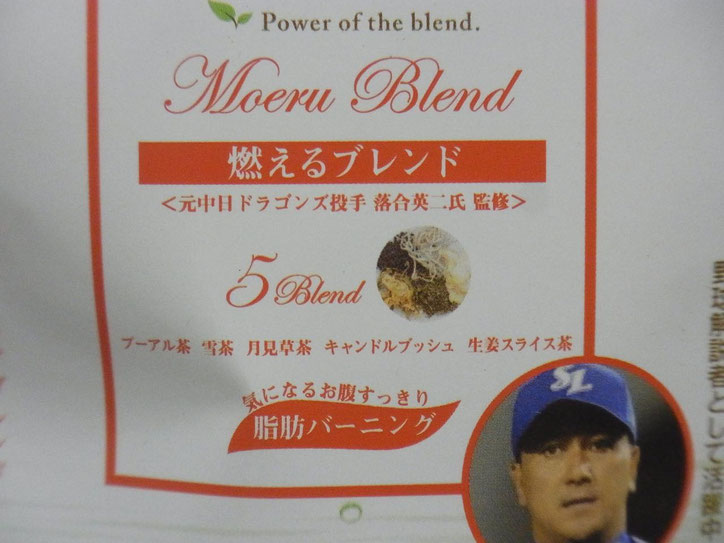 Power of the blend.
Moeru Blend
燃えるブレンド
<元中日ドラゴンズ投手 落合英二氏 監修>
5 Blend
プーアル茶 雪茶 月見草茶 キャンドルブッシュ 生姜スライス茶
気になるお腹すっきり
脂肪バーニング
SL